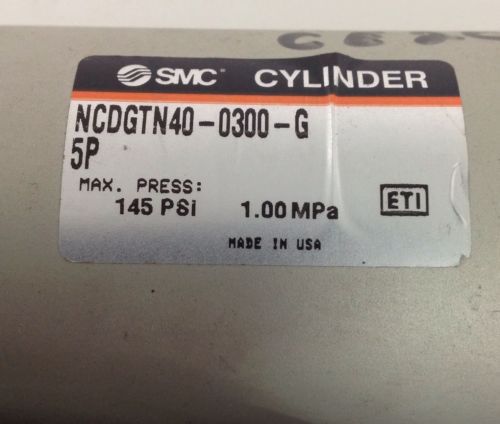 SMC CYLINDER
NCDGTN40-0300-G
5P
MAX. PRESS:
145 PSi 1.00 MPa
ETI
MADE IN USA